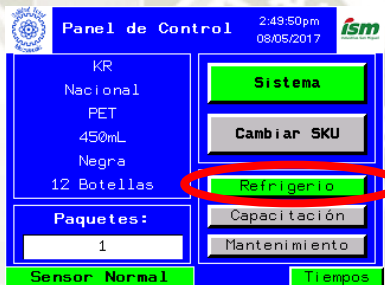 Panel de Control
2:49:50pm
08/05/2017
ism
KR
Nacional
PET
450mL
Negra
12 Botellas
Paquetes:
1
Sistema
Cambiar SKU
Refrigerio
Capacitación
Mantenimiento
Sensor Normal
Tiempos